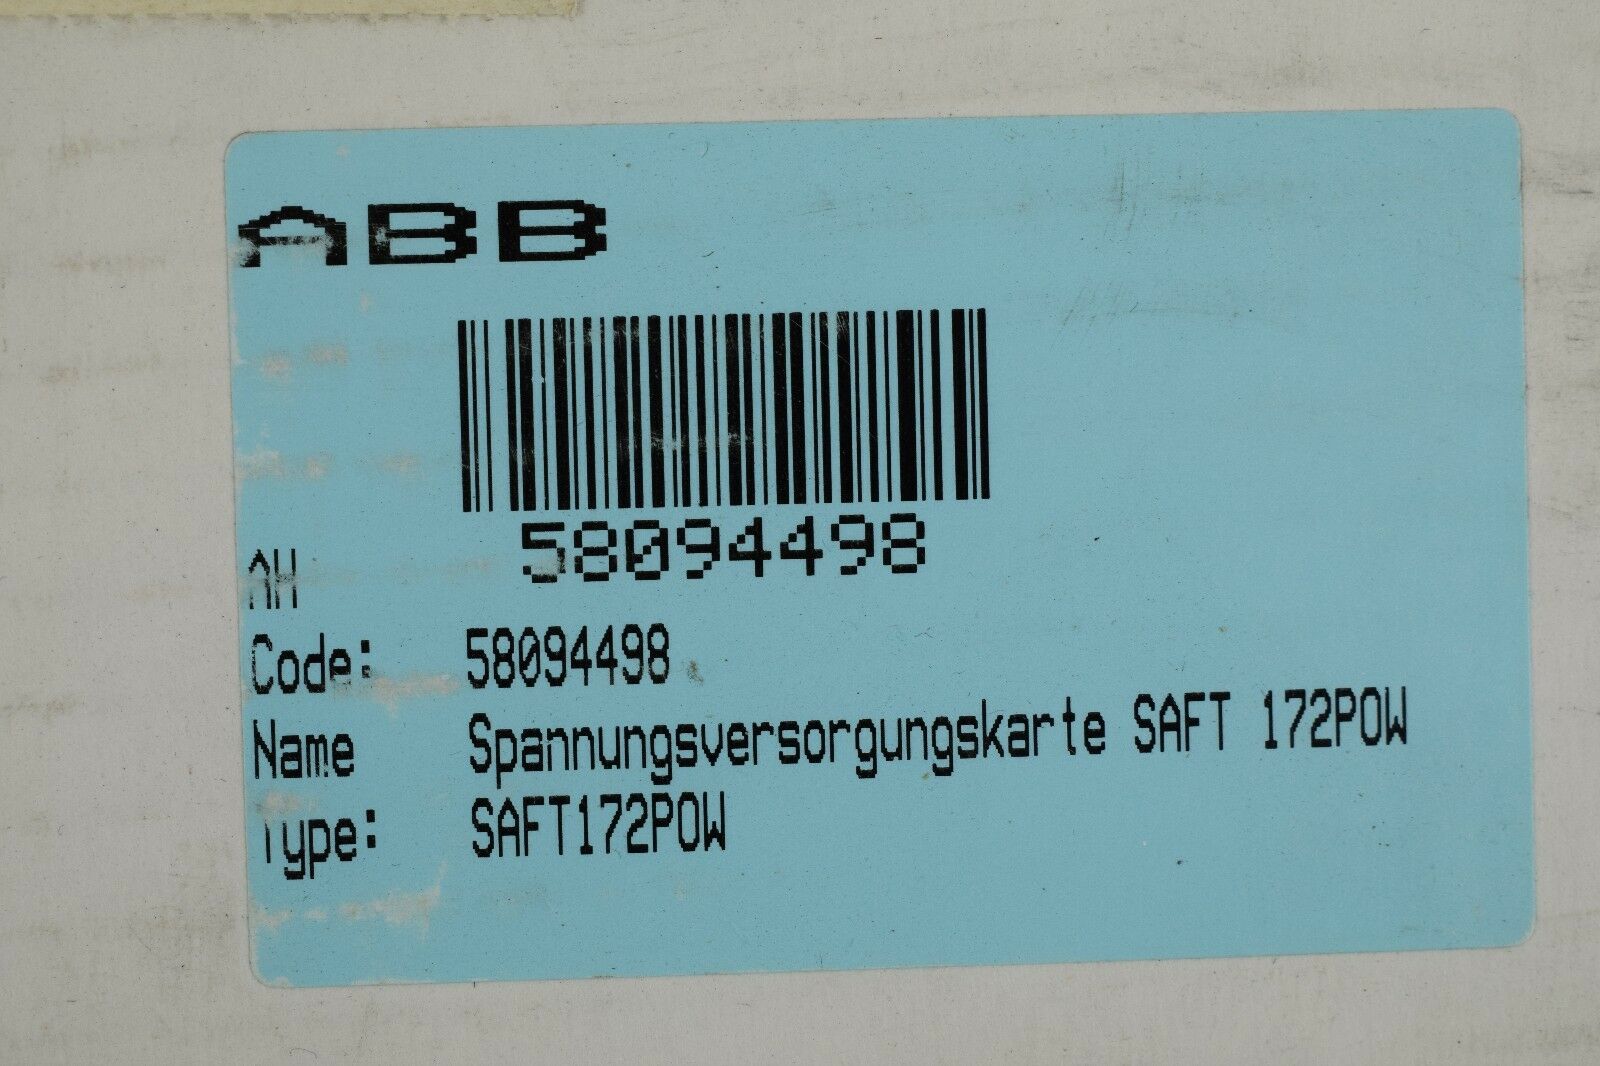 ABB
58094498
AH
Code: 58094498
Name Spannungsversorgungskarte SAFT 172POW
Type: SAFT172POW